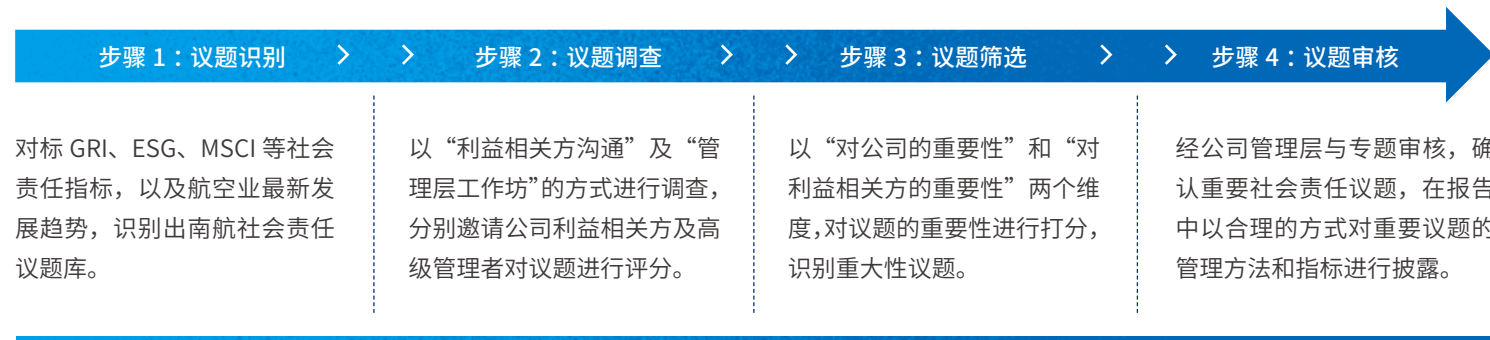 步骤 1：议题识别
步骤 2：议题调查
步骤 3：议题筛选
步骤 4：议题审核
对标 GRI、ESG、MSCI 等社会
责任指标，以及航空业最新发
展趋势，识别出南航社会责任
议题库。
以“利益相关方沟通”及“管
理层工作坊”的方式进行调查，
分别邀请公司利益相关方及高
级管理者对议题进行评分。
以“对公司的重要性”和“对
利益相关方的重要性”两个维
度，对议题的重要性进行打分，
识别重大性议题。
经公司管理层与专题审核，确
认重要社会责任议题，在报告
中以合理的方式对重要议题的
管理方法和指标进行披露。